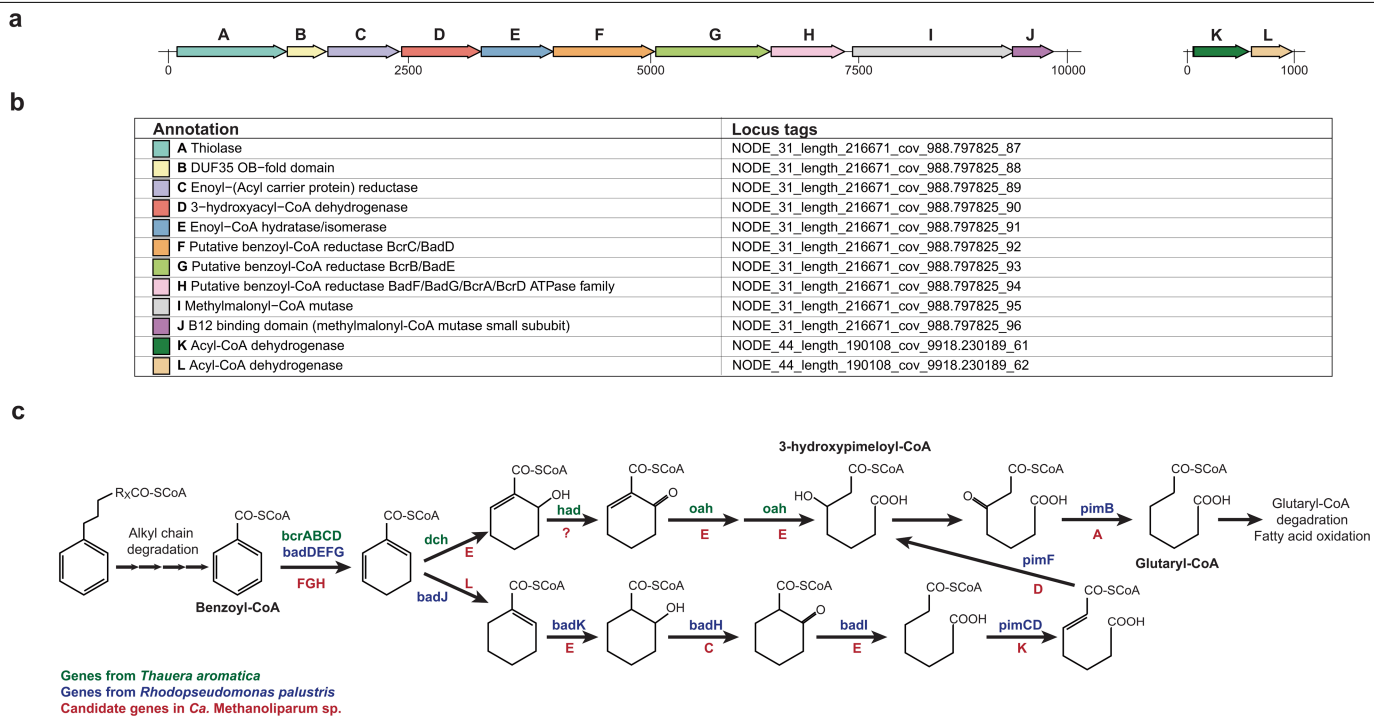 a
A B C D E F G H I J K L
0 2500 5000 7500 10000 0 1000
b
Annotation Locus tags
A Thiolase NODE_31_length_216671_cov_988.797825_87
B DUF35 OB−fold domain NODE_31_length_216671_cov_988.797825_88
C Enoyl−(Acyl carrier protein) reductase NODE_31_length_216671_cov_988.797825_89
D 3−hydroxyacyl−CoA dehydrogenase NODE_31_length_216671_cov_988.797825_90
E Enoyl−CoA hydratase/isomerase NODE_31_length_216671_cov_988.797825_91
F Putative benzoyl-CoA reductase BcrC/BadD NODE_31_length_216671_cov_988.797825_92
G Putative benzoyl-CoA reductase BcrB/BadE NODE_31_length_216671_cov_988.797825_93
H Putative benzoyl-CoA reductase BadF/BadG/BcrA/BcrD ATPase family NODE_31_length_216671_cov_988.797825_94
I Methylmalonyl−CoA mutase NODE_31_length_216671_cov_988.797825_95
J B12 binding domain (methylmalonyl-CoA mutase small sububit) NODE_31_length_216671_cov_988.797825_96
K Acyl-CoA dehydrogenase NODE_44_length_190108_cov_9918.230189_61
L Acyl-CoA dehydrogenase NODE_44_length_190108_cov_9918.230189_62
c
3-hydroxypimeloyl-CoA
CO-SCoA CO-SCoA CO-SCoA CO-SCoA CO-SCoA
RXCO-SCoA OH O HO COOH O COOH COOH
had oah oah pimB
? E E A
CO-SCoA CO-SCoA
Alkyl chain
degradation
bcrABCD
badDEFG
FGH
dch
E
Glutaryl-CoA
degadration
Fatty acid oxidation
Benzoyl-CoA
Glutaryl-CoA
L
badJ
pimF
D
CO-SCoA CO-SCoA CO-SCoA CO-SCoA CO-SCoA
OH O COOH COOH
badK badH badI pimCD
E C E K
Genes from Thauera aromatica
Genes from Rhodopseudomonas palustris
Candidate genes in Ca. Methanoliparum sp.